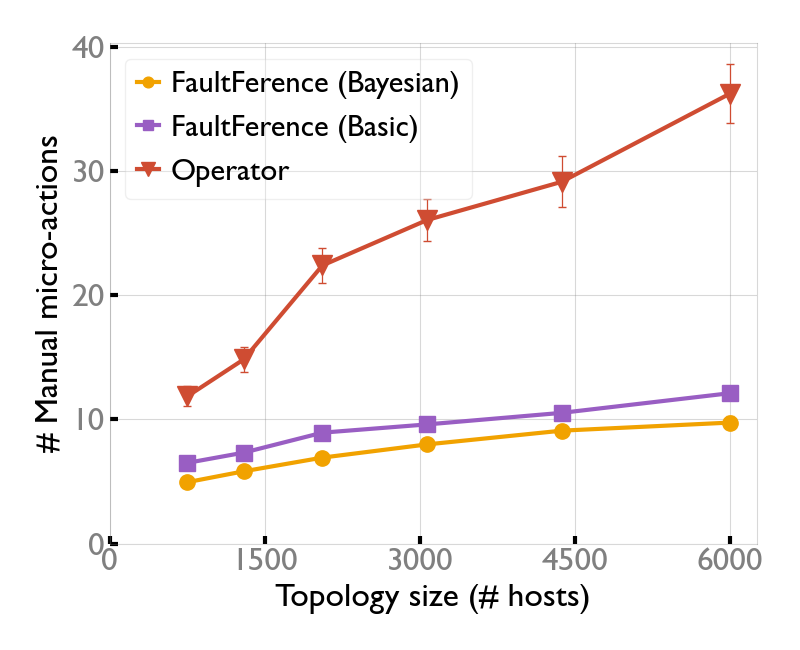 40
30
20
10
0
# Manual micro-actions
FaultFerence (Bayesian)
FaultFerence (Basic)
Operator
0 1500 3000 4500 6000
Topology size (# hosts)